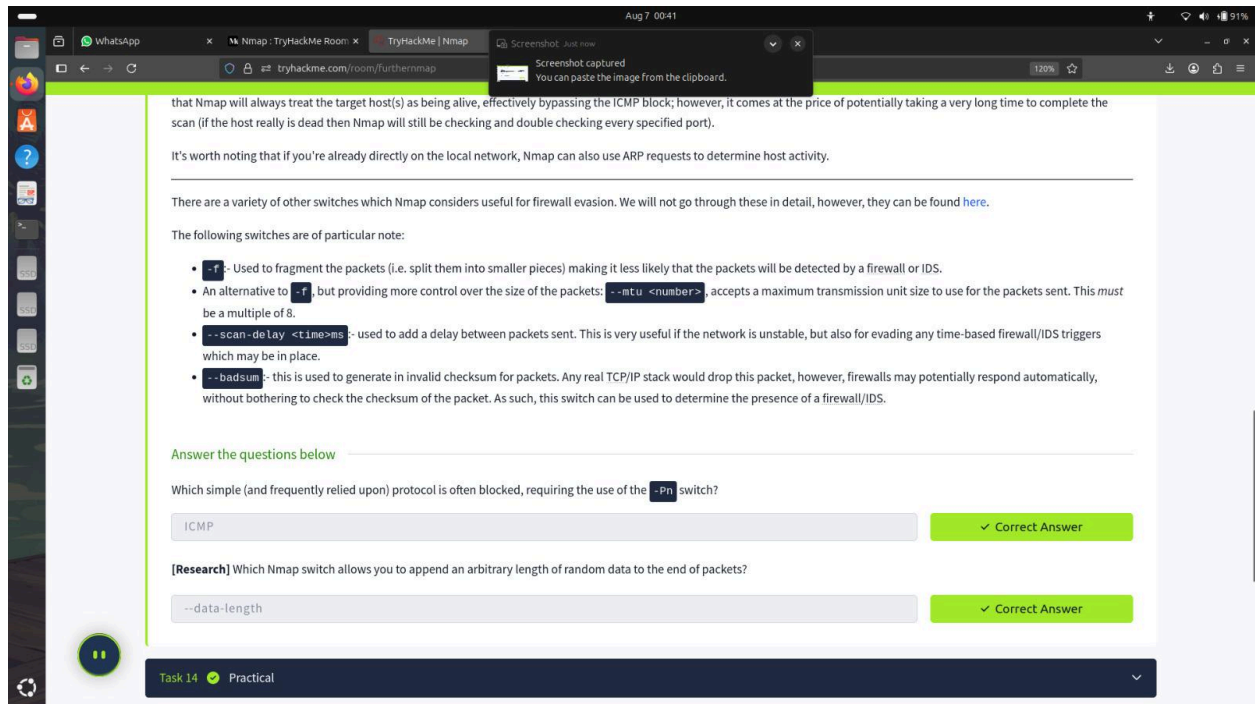 Aug 7 00:41
91%
WhatsApp
Nmap : TryHackMe Room
TryHackMe | Nmap
Screenshot Just now
Screenshot captured
You can paste the image from the clipboard.
tryhackme.com/room/furthernmap
120%
that Nmap will always treat the target host(s) as being alive, effectively bypassing the ICMP block; however, it comes at the price of potentially taking a very long time to complete the
scan (if the host really is dead then Nmap will still be checking and double checking every specified port).
It's worth noting that if you're already directly on the local network, Nmap can also use ARP requests to determine host activity.
There are a variety of other switches which Nmap considers useful for firewall evasion. We will not go through these in detail, however, they can be found here.
The following switches are of particular note:
• -f :- Used to fragment the packets (i.e. split them into smaller pieces) making it less likely that the packets will be detected by a firewall or IDS.
• An alternative to -f , but providing more control over the size of the packets: --mtu <number> , accepts a maximum transmission unit size to use for the packets sent. This must
be a multiple of 8.
• --scan-delay <time>ms :- used to add a delay between packets sent. This is very useful if the network is unstable, but also for evading any time-based firewall/IDS triggers
which may be in place.
• --badsum :- this is used to generate in invalid checksum for packets. Any real TCP/IP stack would drop this packet, however, firewalls may potentially respond automatically,
without bothering to check the checksum of the packet. As such, this switch can be used to determine the presence of a firewall/IDS.
Answer the questions below
Which simple (and frequently relied upon) protocol is often blocked, requiring the use of the -Pn switch?
ICMP
✓ Correct Answer
[Research] Which Nmap switch allows you to append an arbitrary length of random data to the end of packets?
--data-length
✓ Correct Answer
Task 14 Practical
SSD
SSD
SSD